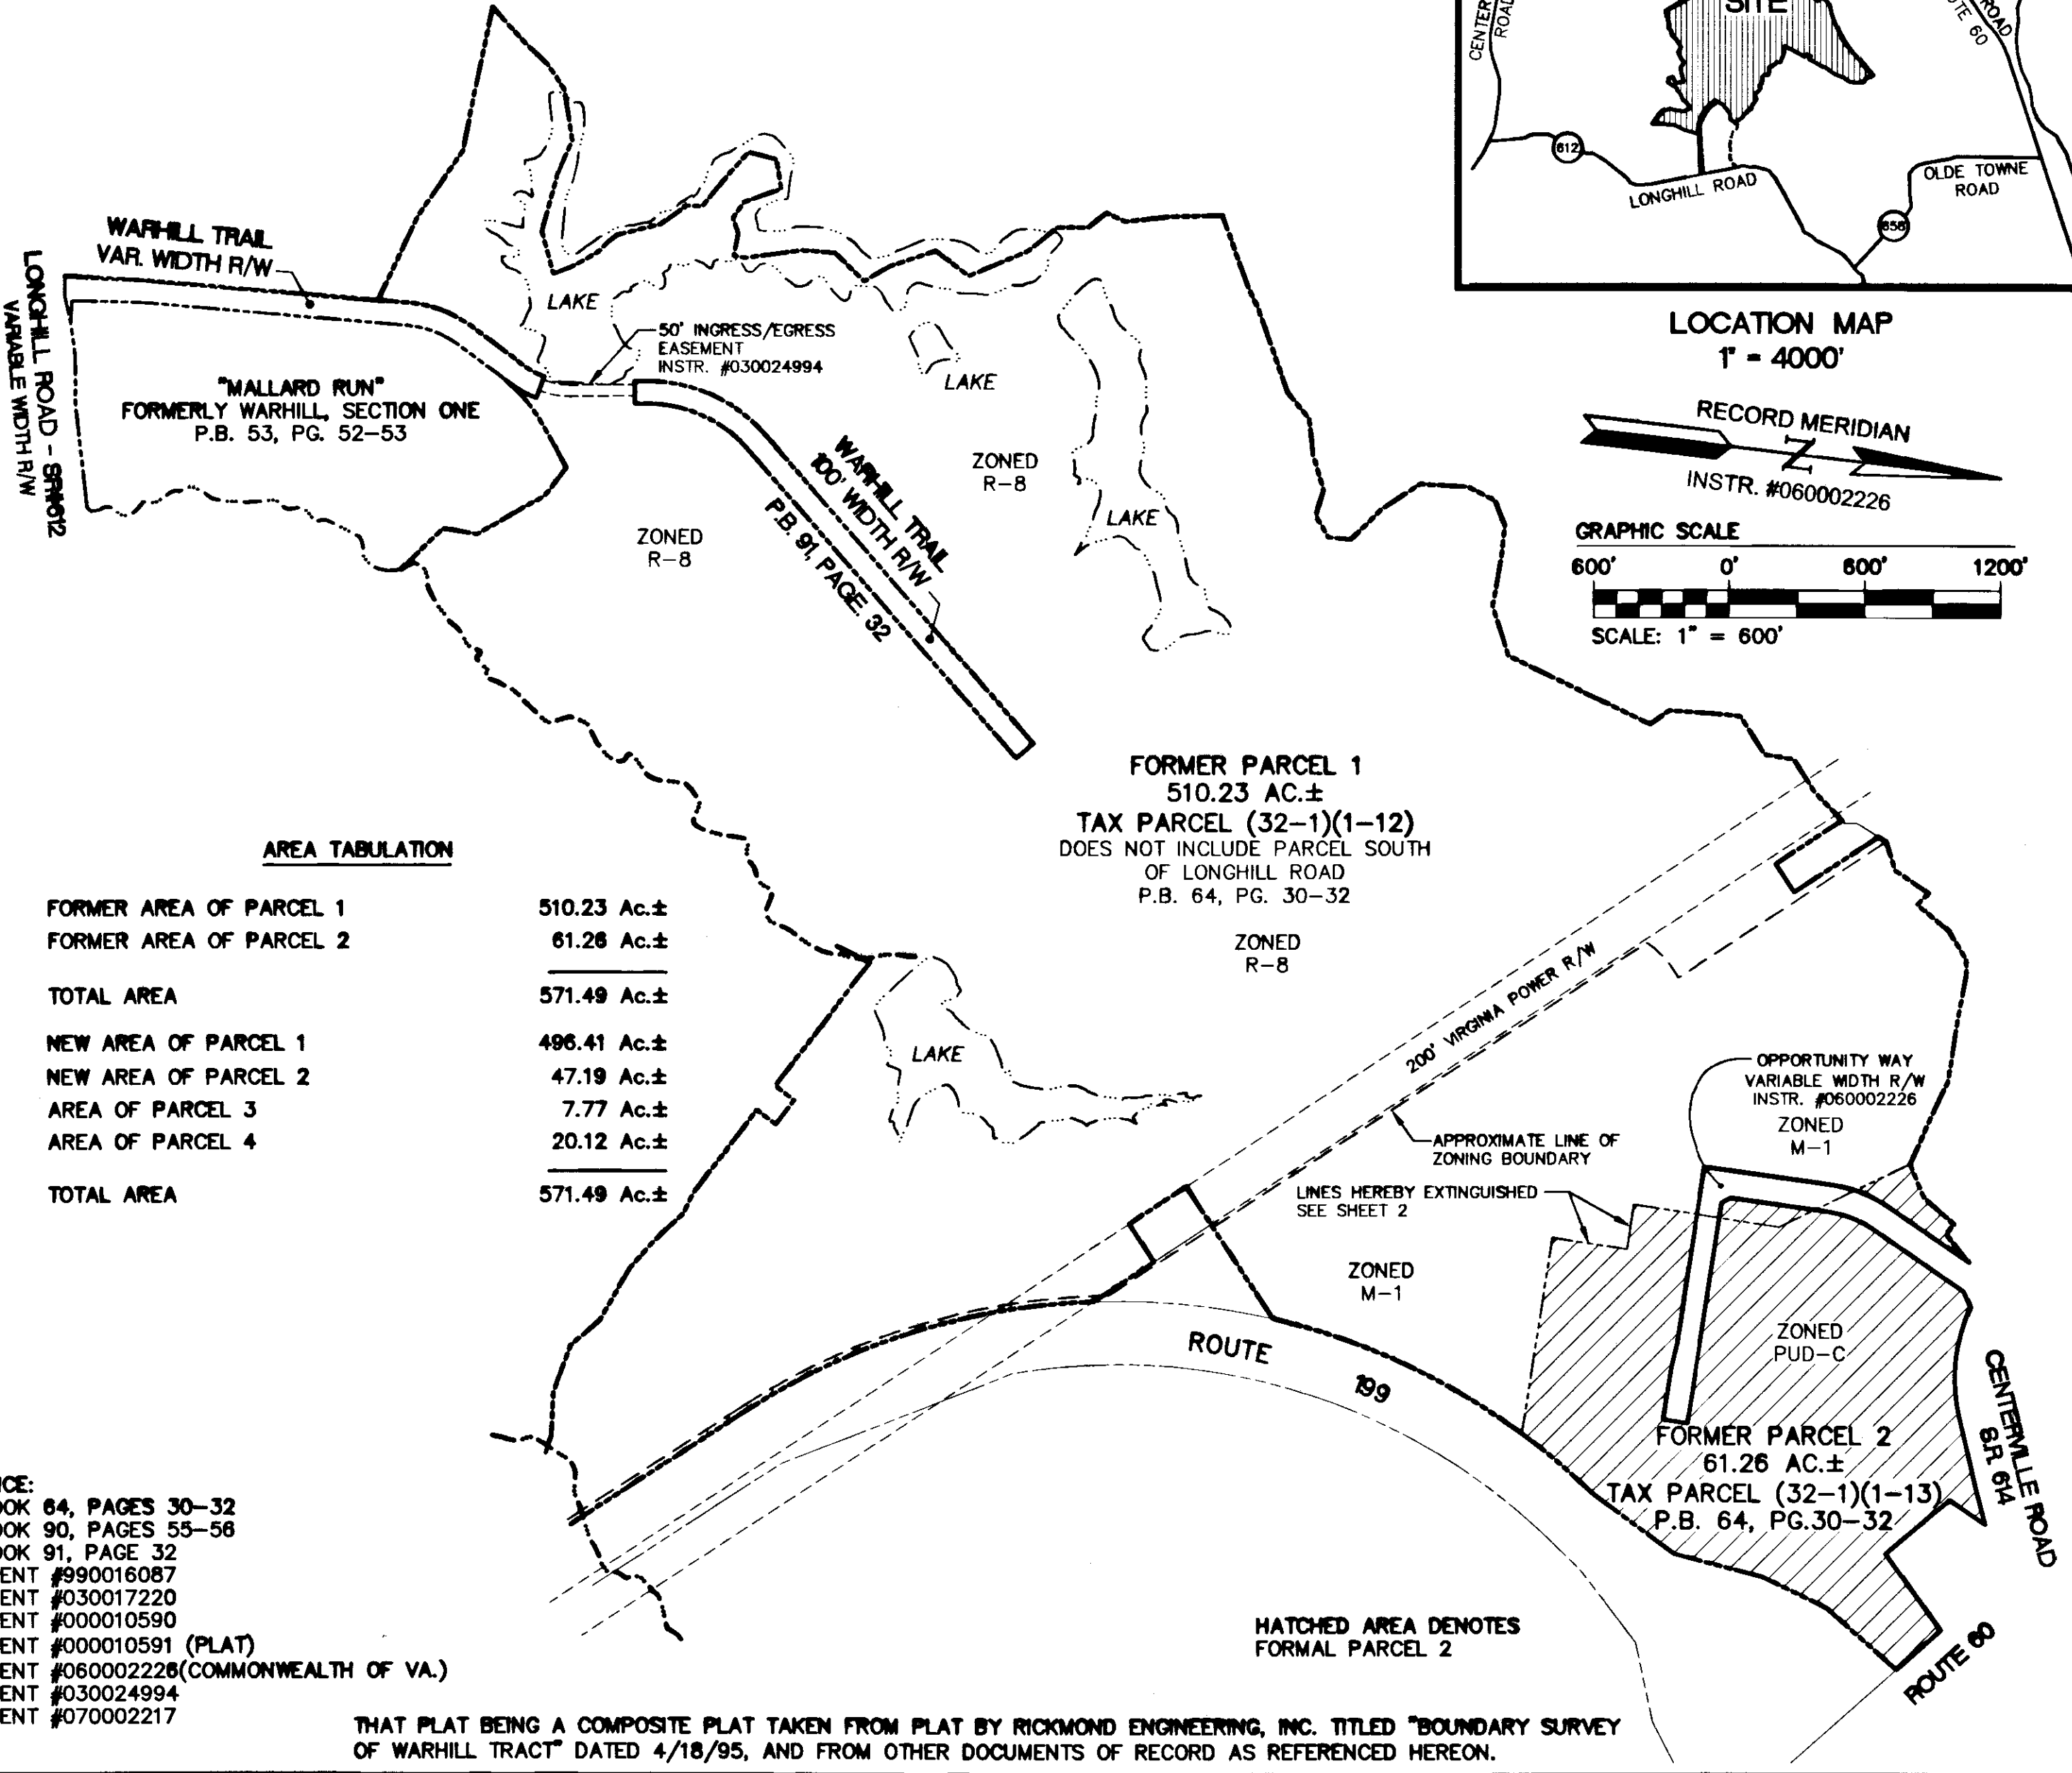 SITE
CENTER
ROAD
ROAD
TE 60
612
LONGHILL ROAD
OLDE TOWNE
ROAD
658
LOCATION MAP
1" = 4000'
RECORD MERIDIAN
N
INSTR. #060002226
GRAPHIC SCALE
600' 0' 600' 1200'
SCALE: 1" = 600'
WARHILL TRAIL
VAR. WIDTH R/W
LONGHILL ROAD - SR#612
VARIABLE WIDTH R/W
"MALLARD RUN"
FORMERLY WARHILL, SECTION ONE
P.B. 53, PG. 52-53
LAKE
50' INGRESS/EGRESS
EASEMENT
INSTR. #030024994
LAKE
ZONED
R-8
LAKE
WARHILL TRAIL
100' WIDTH R/W
P.B. 91, PAGE 32
ZONED
R-8
FORMER PARCEL 1
510.23 AC.±
TAX PARCEL (32-1)(1-12)
DOES NOT INCLUDE PARCEL SOUTH
OF LONGHILL ROAD
P.B. 64, PG. 30-32
ZONED
R-8
AREA TABULATION
FORMER AREA OF PARCEL 1 510.23 Ac.±
FORMER AREA OF PARCEL 2 61.26 Ac.±
TOTAL AREA 571.49 Ac.±
NEW AREA OF PARCEL 1 496.41 Ac.±
NEW AREA OF PARCEL 2 47.19 Ac.±
AREA OF PARCEL 3 7.77 Ac.±
AREA OF PARCEL 4 20.12 Ac.±
TOTAL AREA 571.49 Ac.±
LAKE
200' VIRGINIA POWER R/W
APPROXIMATE LINE OF
ZONING BOUNDARY
OPPORTUNITY WAY
VARIABLE WIDTH R/W
INSTR. #060002226
ZONED
M-1
LINES HEREBY EXTINGUISHED
SEE SHEET 2
ZONED
M-1
ROUTE 199
ZONED
PUD-C
CENTERVILLE ROAD
S.R. 614
FORMER PARCEL 2
61.26 AC.±
TAX PARCEL (32-1)(1-13)
P.B. 64, PG.30-32
ROUTE 60
HATCHED AREA DENOTES
FORMAL PARCEL 2
ICE:
OOK 64, PAGES 30-32
OOK 90, PAGES 55-56
OOK 91, PAGE 32
ENT #990016087
ENT #030017220
ENT #000010590
ENT #000010591 (PLAT)
ENT #060002226(COMMONWEALTH OF VA.)
ENT #030024994
ENT #070002217
THAT PLAT BEING A COMPOSITE PLAT TAKEN FROM PLAT BY RICKMOND ENGINEERING, INC. TITLED "BOUNDARY SURVEY
OF WARHILL TRACT" DATED 4/18/95, AND FROM OTHER DOCUMENTS OF RECORD AS REFERENCED HEREON.